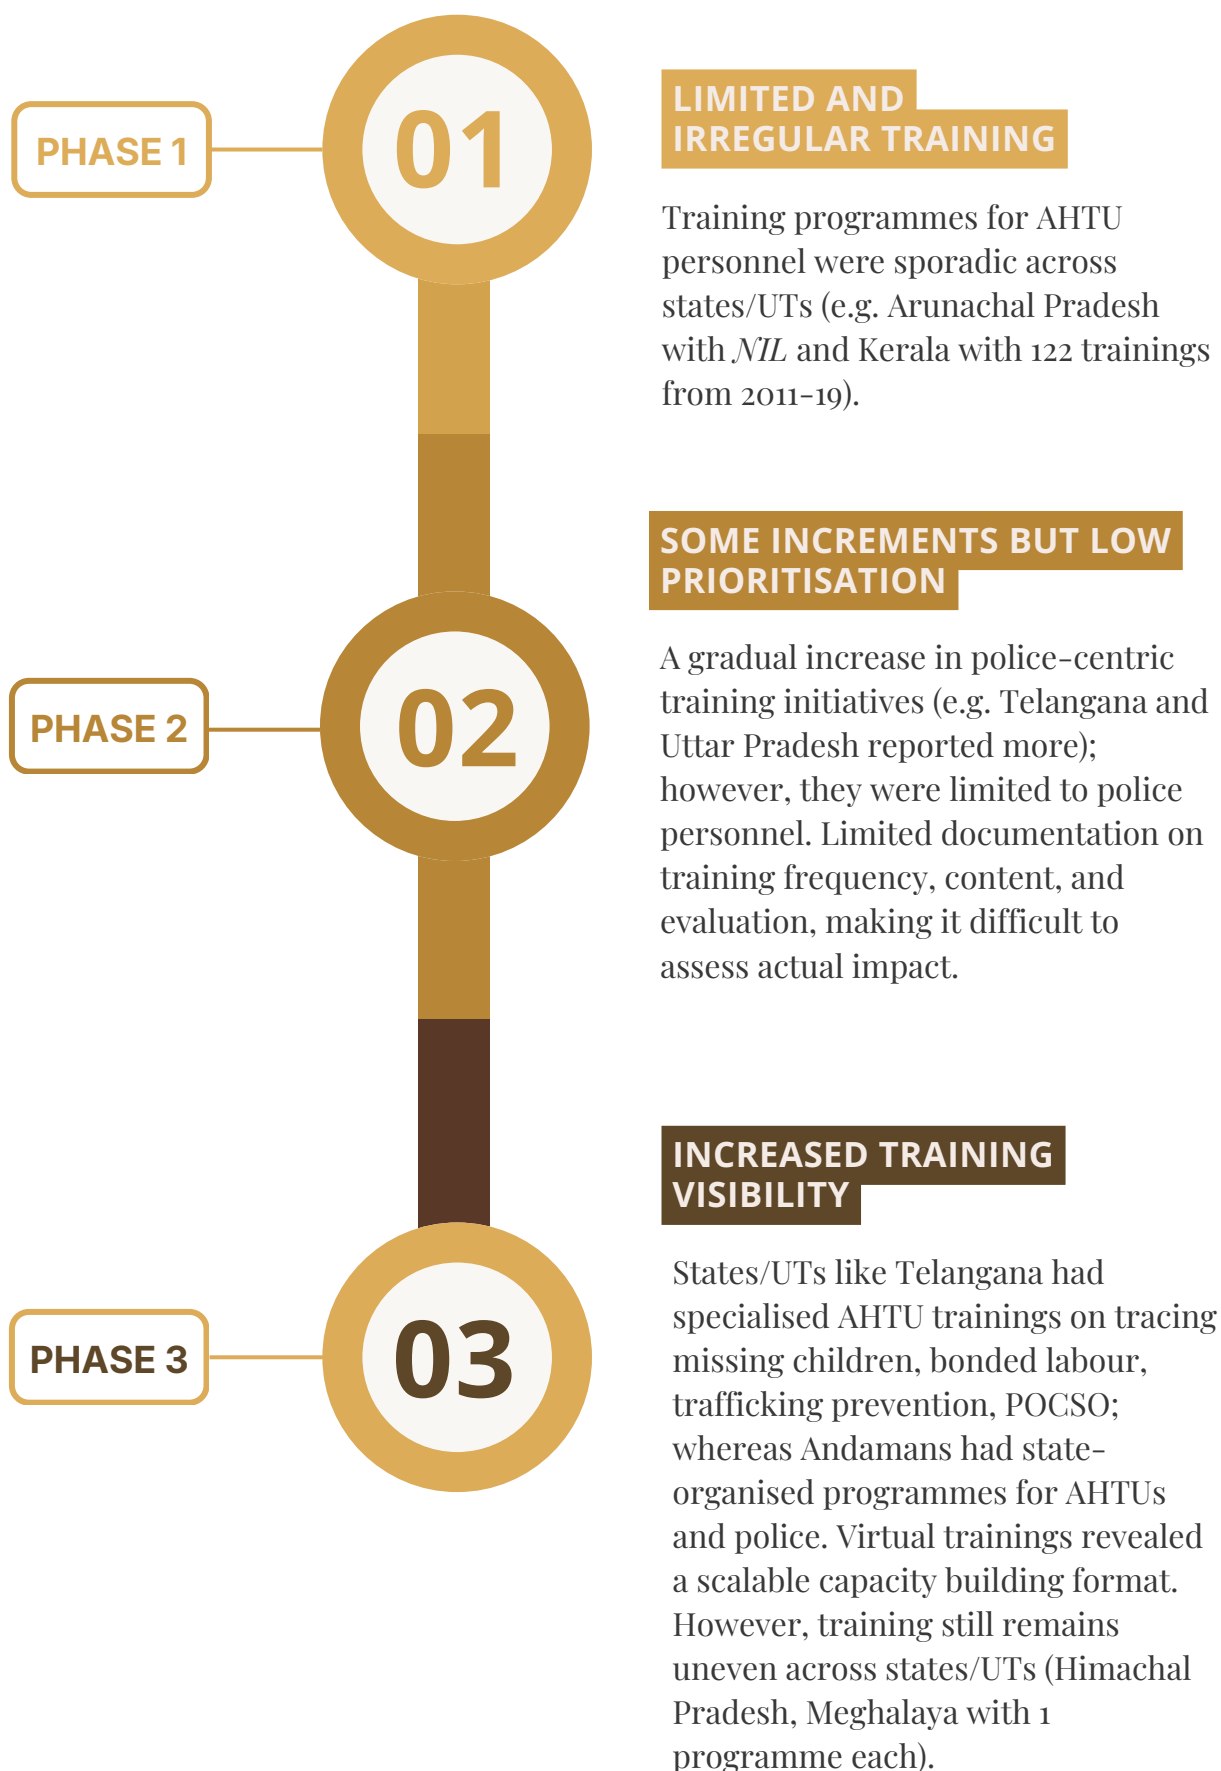 PHASE 1
01
LIMITED AND
IRREGULAR TRAINING
Training programmes for AHTU
personnel were sporadic across
states/UTs (e.g. Arunachal Pradesh
with NIL and Kerala with 122 trainings
from 2011-19).
PHASE 2
02
SOME INCREMENTS BUT LOW
PRIORITISATION
A gradual increase in police-centric
training initiatives (e.g. Telangana and
Uttar Pradesh reported more);
however, they were limited to police
personnel. Limited documentation on
training frequency, content, and
evaluation, making it difficult to
assess actual impact.
PHASE 3
03
INCREASED TRAINING
VISIBILITY
States/UTs like Telangana had
specialised AHTU trainings on tracing
missing children, bonded labour,
trafficking prevention, POCSO;
whereas Andamans had state-
organised programmes for AHTUs
and police. Virtual trainings revealed
a scalable capacity building format.
However, training still remains
uneven across states/UTs (Himachal
Pradesh, Meghalaya with 1
programme each).